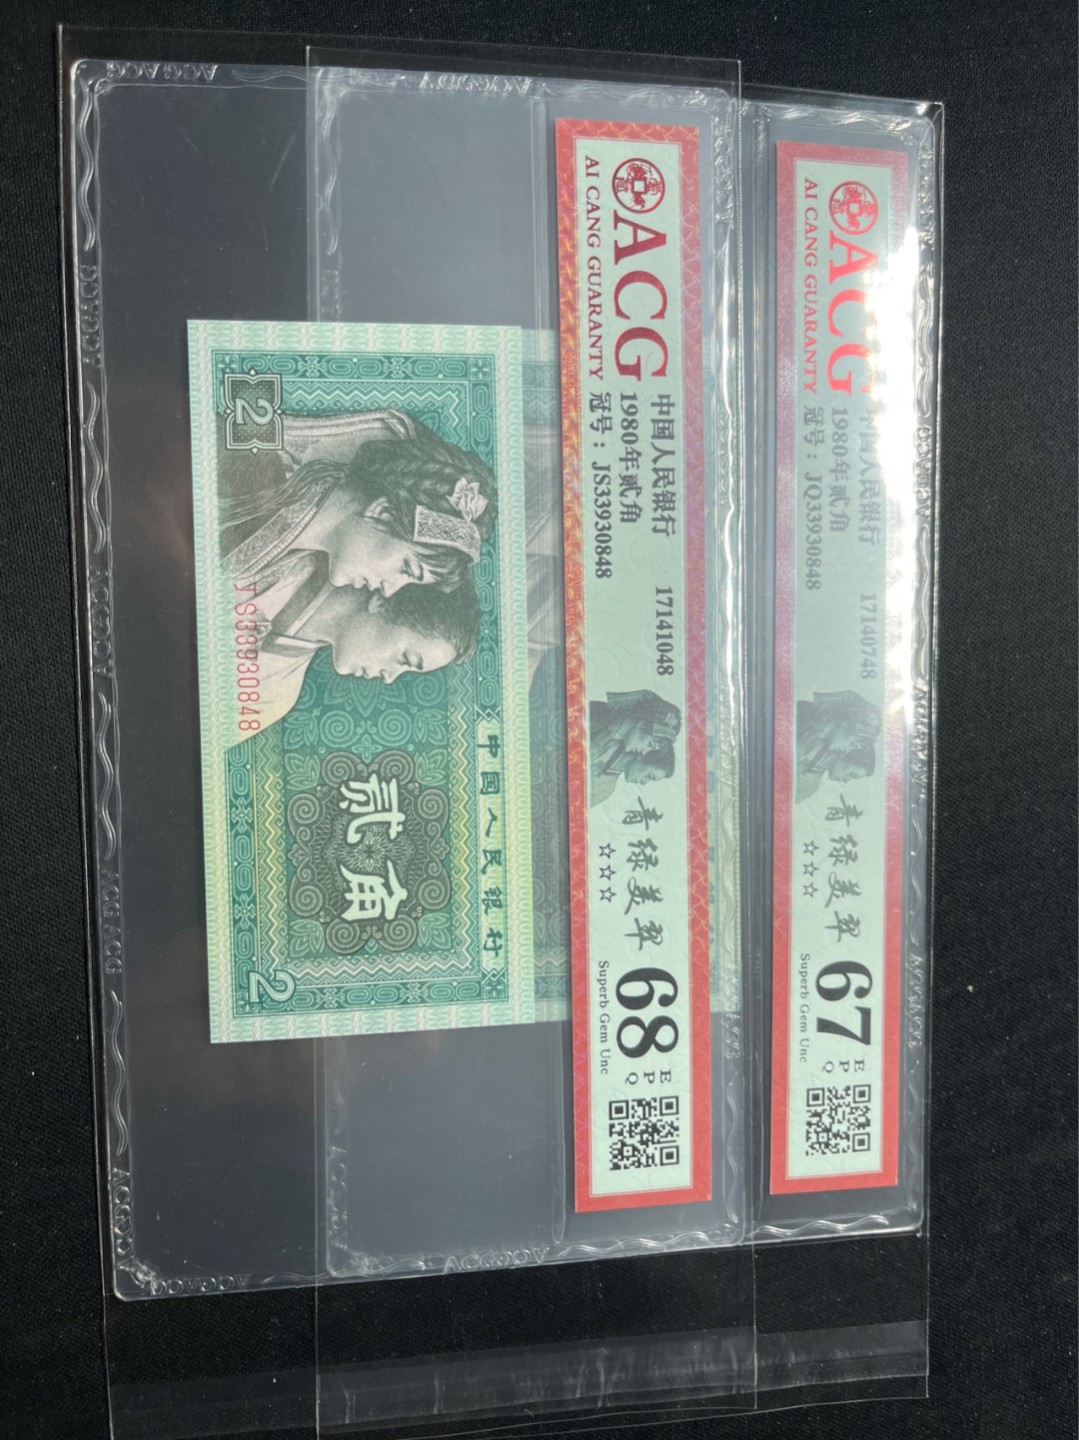 ACG
AI CANG GUARANTY
中国人民银行 17140748
1980年贰角
冠号：JQ33930848
青绿美翠
☆☆☆
67
EPQ
Superb Gem Unc
ACG
AI CANG GUARANTY
中国人民银行 17141048
1980年贰角
冠号：JS33930848
青绿美翠
☆☆☆
68
EPQ
Superb Gem Unc
中国人民银行
贰角
2
2
JS33930848